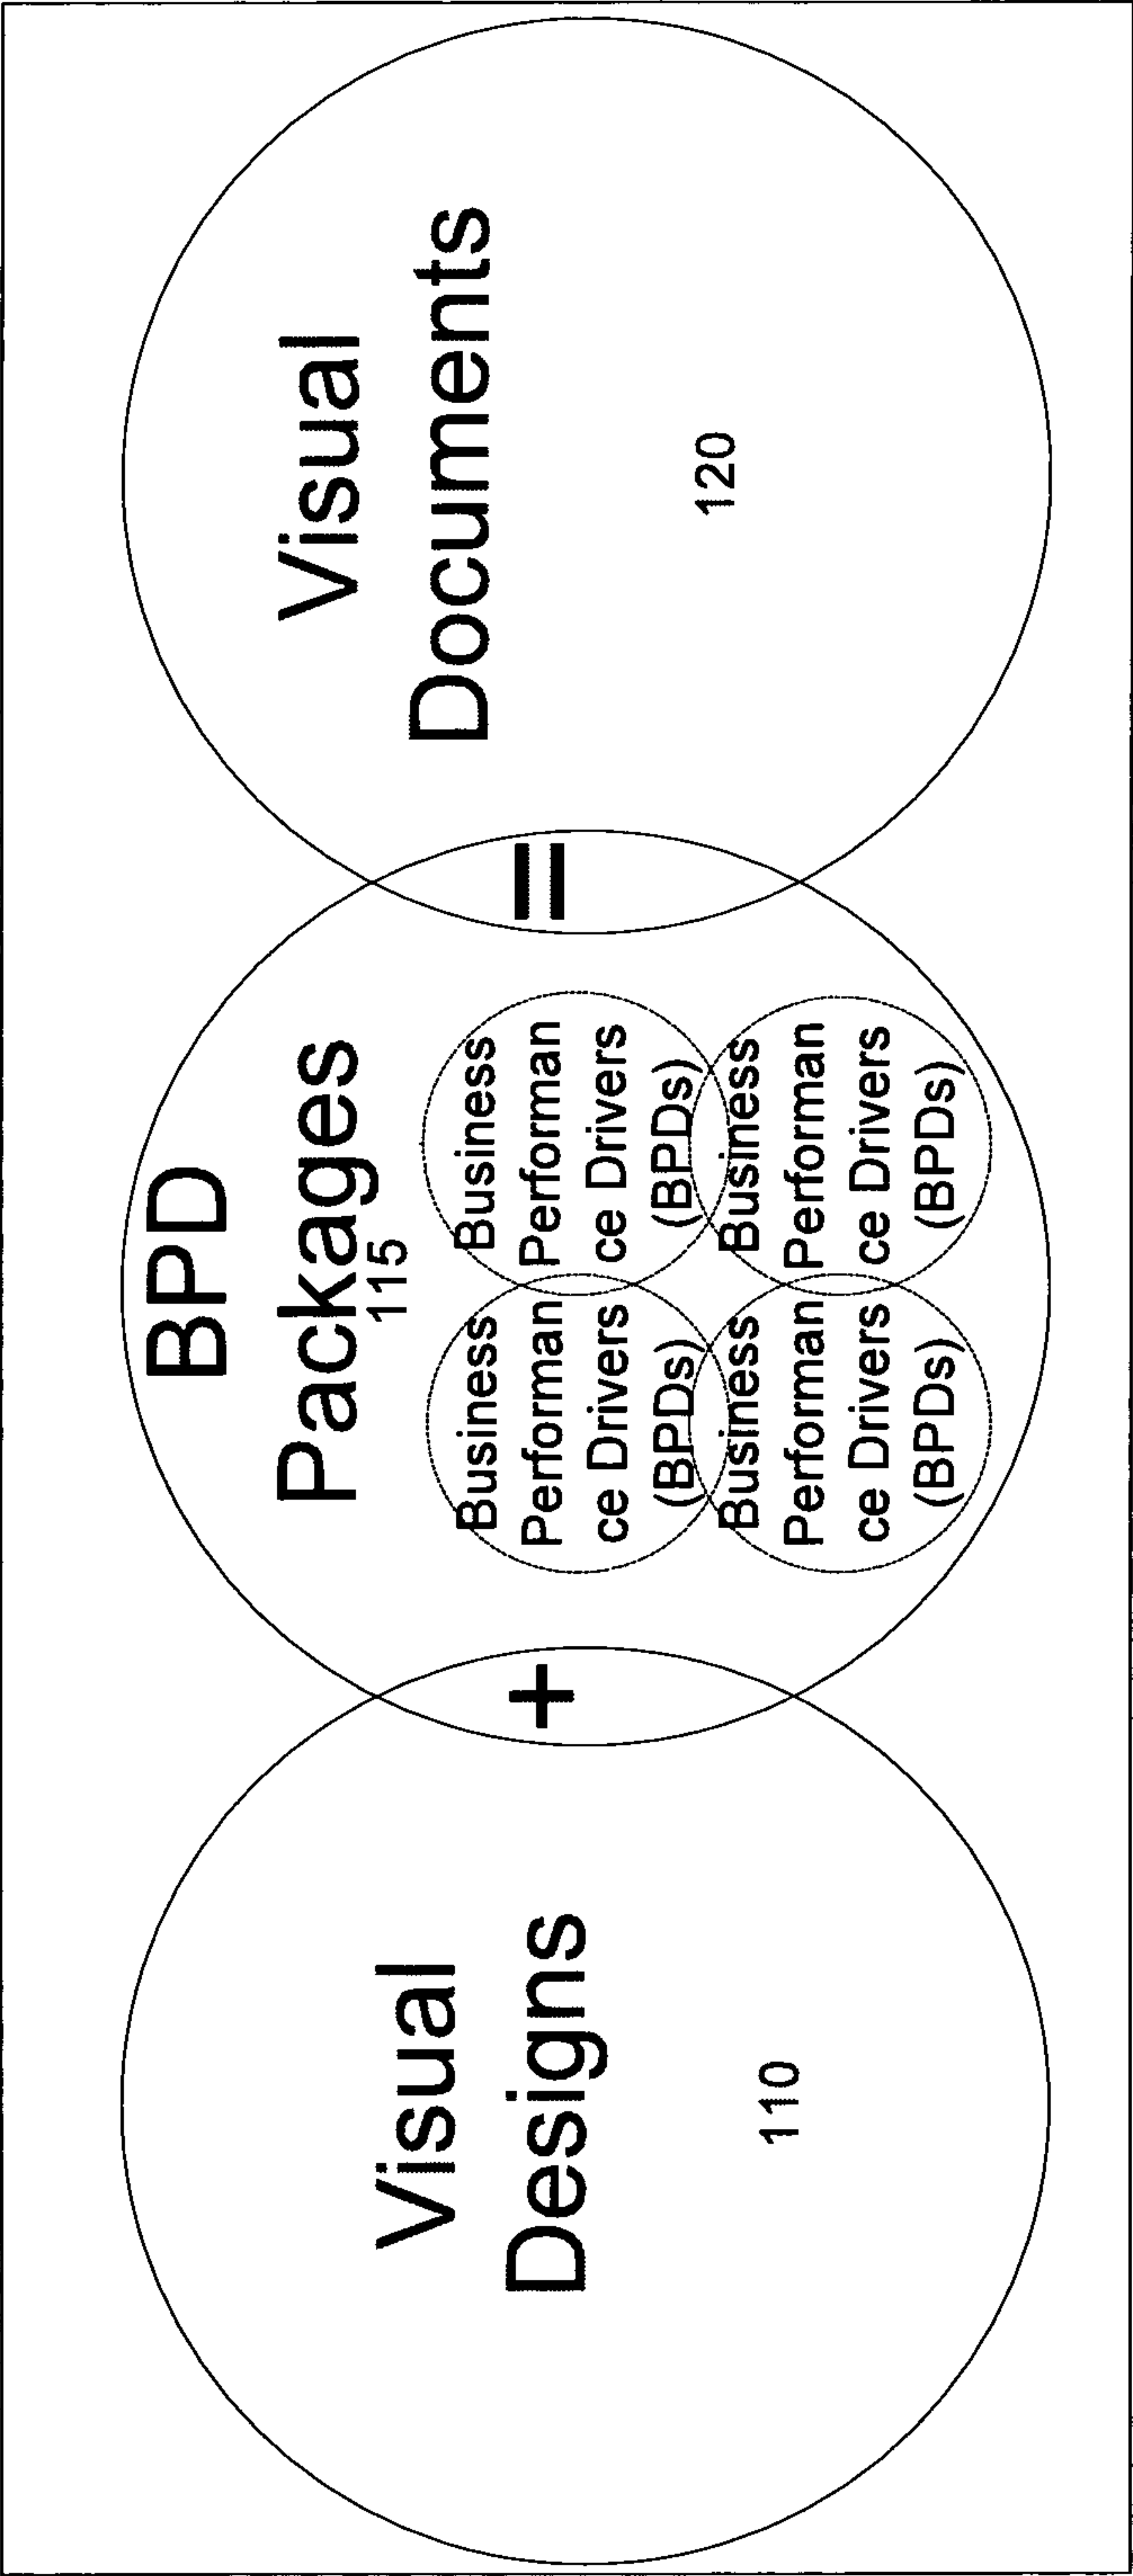 Visual
Designs
110
+
BPD
Packages
115
Business
Performan
ce Drivers
(BPDs)
Business
Performan
ce Drivers
(BPDs)
Business
Performan
ce Drivers
(BPDs)
Business
Performan
ce Drivers
(BPDs)
=
Visual
Documents
120